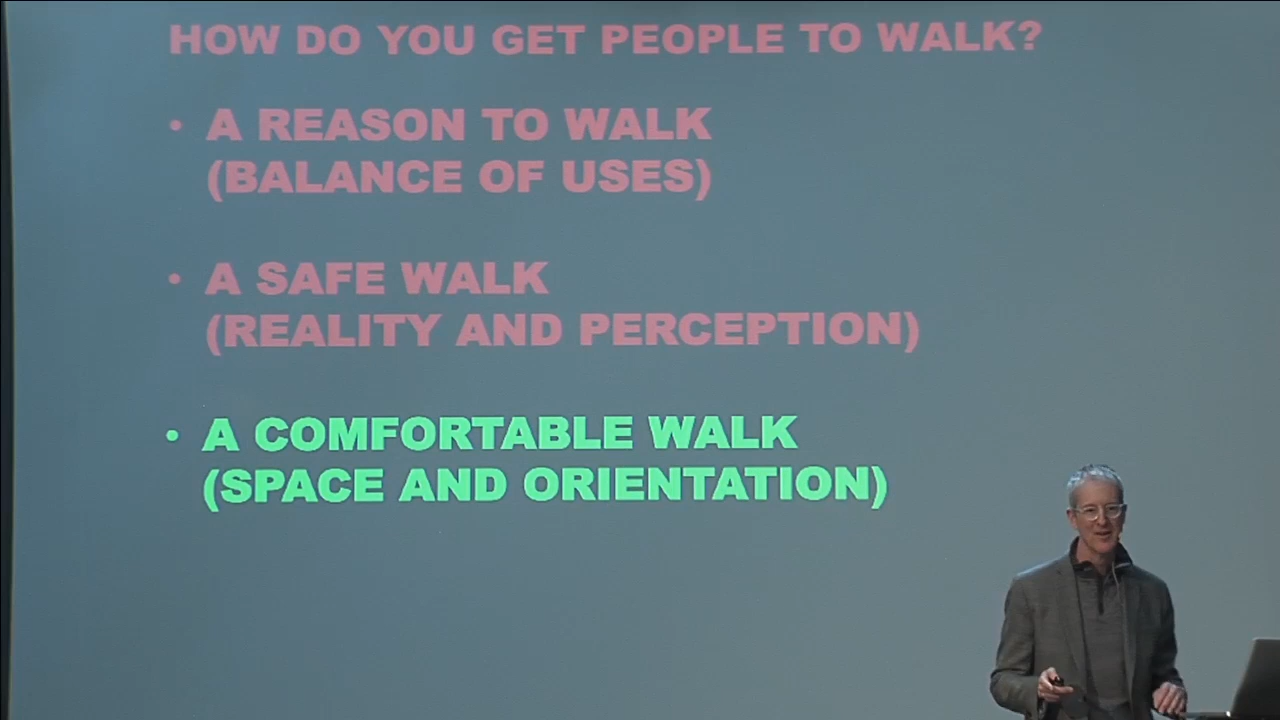 HOW DO YOU GET PEOPLE TO WALK?
• A REASON TO WALK
(BALANCE OF USES)
• A SAFE WALK
(REALITY AND PERCEPTION)
• A COMFORTABLE WALK
(SPACE AND ORIENTATION)